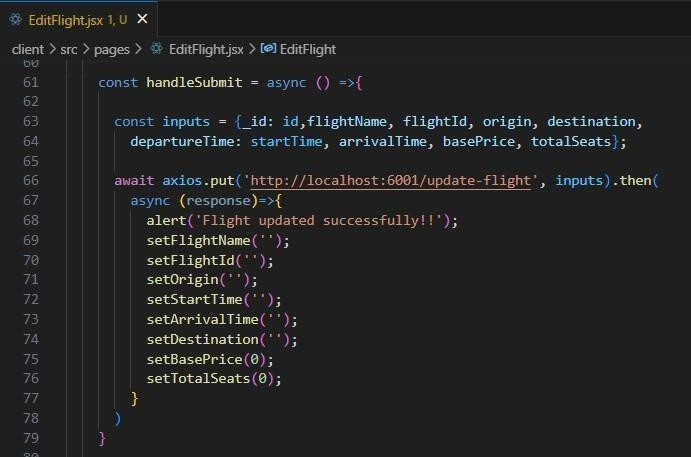 EditFlight.jsx 1, U
client > src > pages > EditFlight.jsx > EditFlight
60
61 const handleSubmit = async () =>{
62
63 const inputs = {_id: id,flightName, flightId, origin, destination,
64 departureTime: startTime, arrivalTime, basePrice, totalSeats};
65
66 await axios.put('http://localhost:6001/update-flight', inputs).then(
67 async (response)=>{
68 alert('Flight updated successfully!!');
69 setFlightName('');
70 setFlightId('');
71 setOrigin('');
72 setStartTime('');
73 setArrivalTime('');
74 setDestination('');
75 setBasePrice(0);
76 setTotalSeats(0);
77 }
78 )
79 }
80